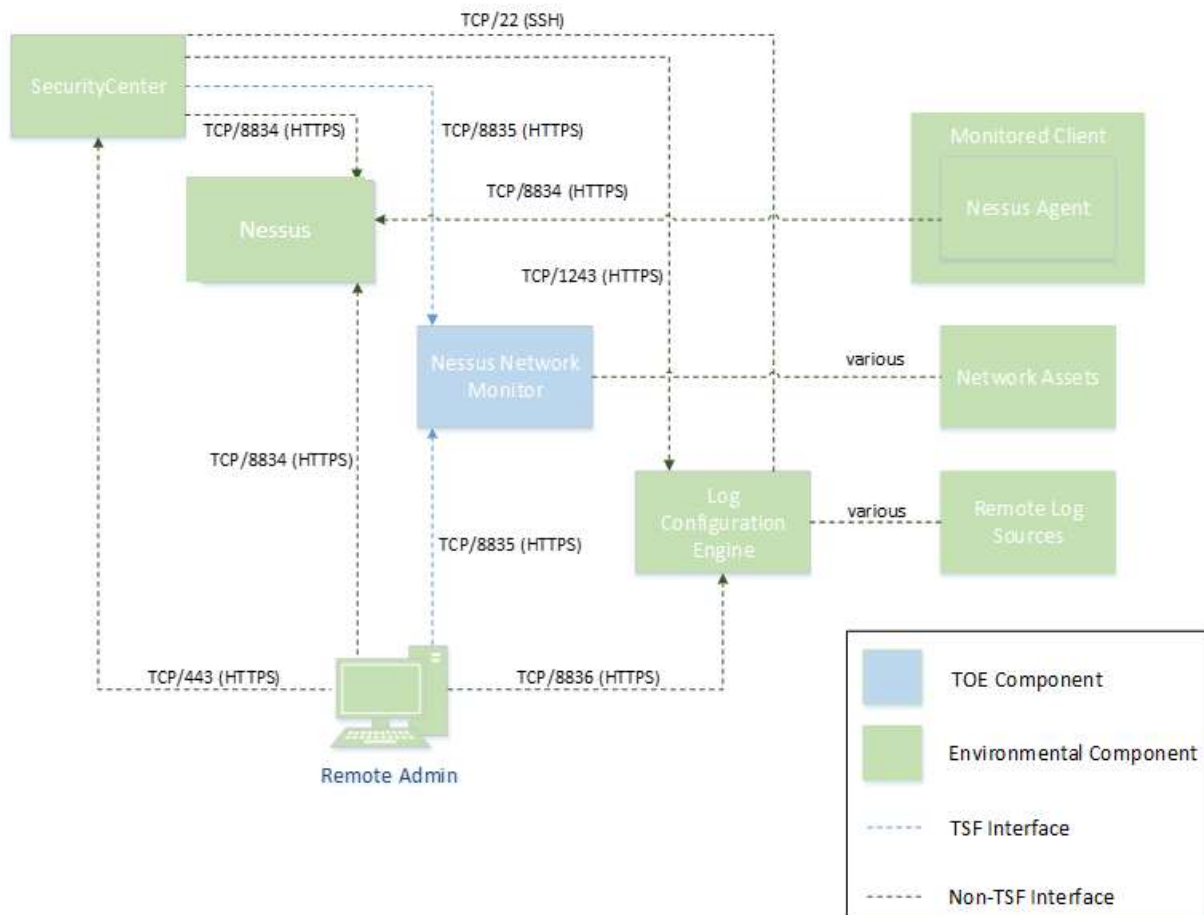 TCP/22 (SSH)
SecurityCenter
TCP/8834 (HTTPS)
TCP/8835 (HTTPS)
Monitored Client
TCP/8834 (HTTPS)
Nessus Agent
Nessus
TCP/1243 (HTTPS)
Nessus Network
Monitor
various
Network Assets
TCP/8834 (HTTPS)
Log
Configuration
Engine
various
Remote Log
Sources
TCP/8835 (HTTPS)
TCP/443 (HTTPS)
TCP/8836 (HTTPS)
Remote Admin
TOE Component
Environmental Component
TSF Interface
Non-TSF Interface